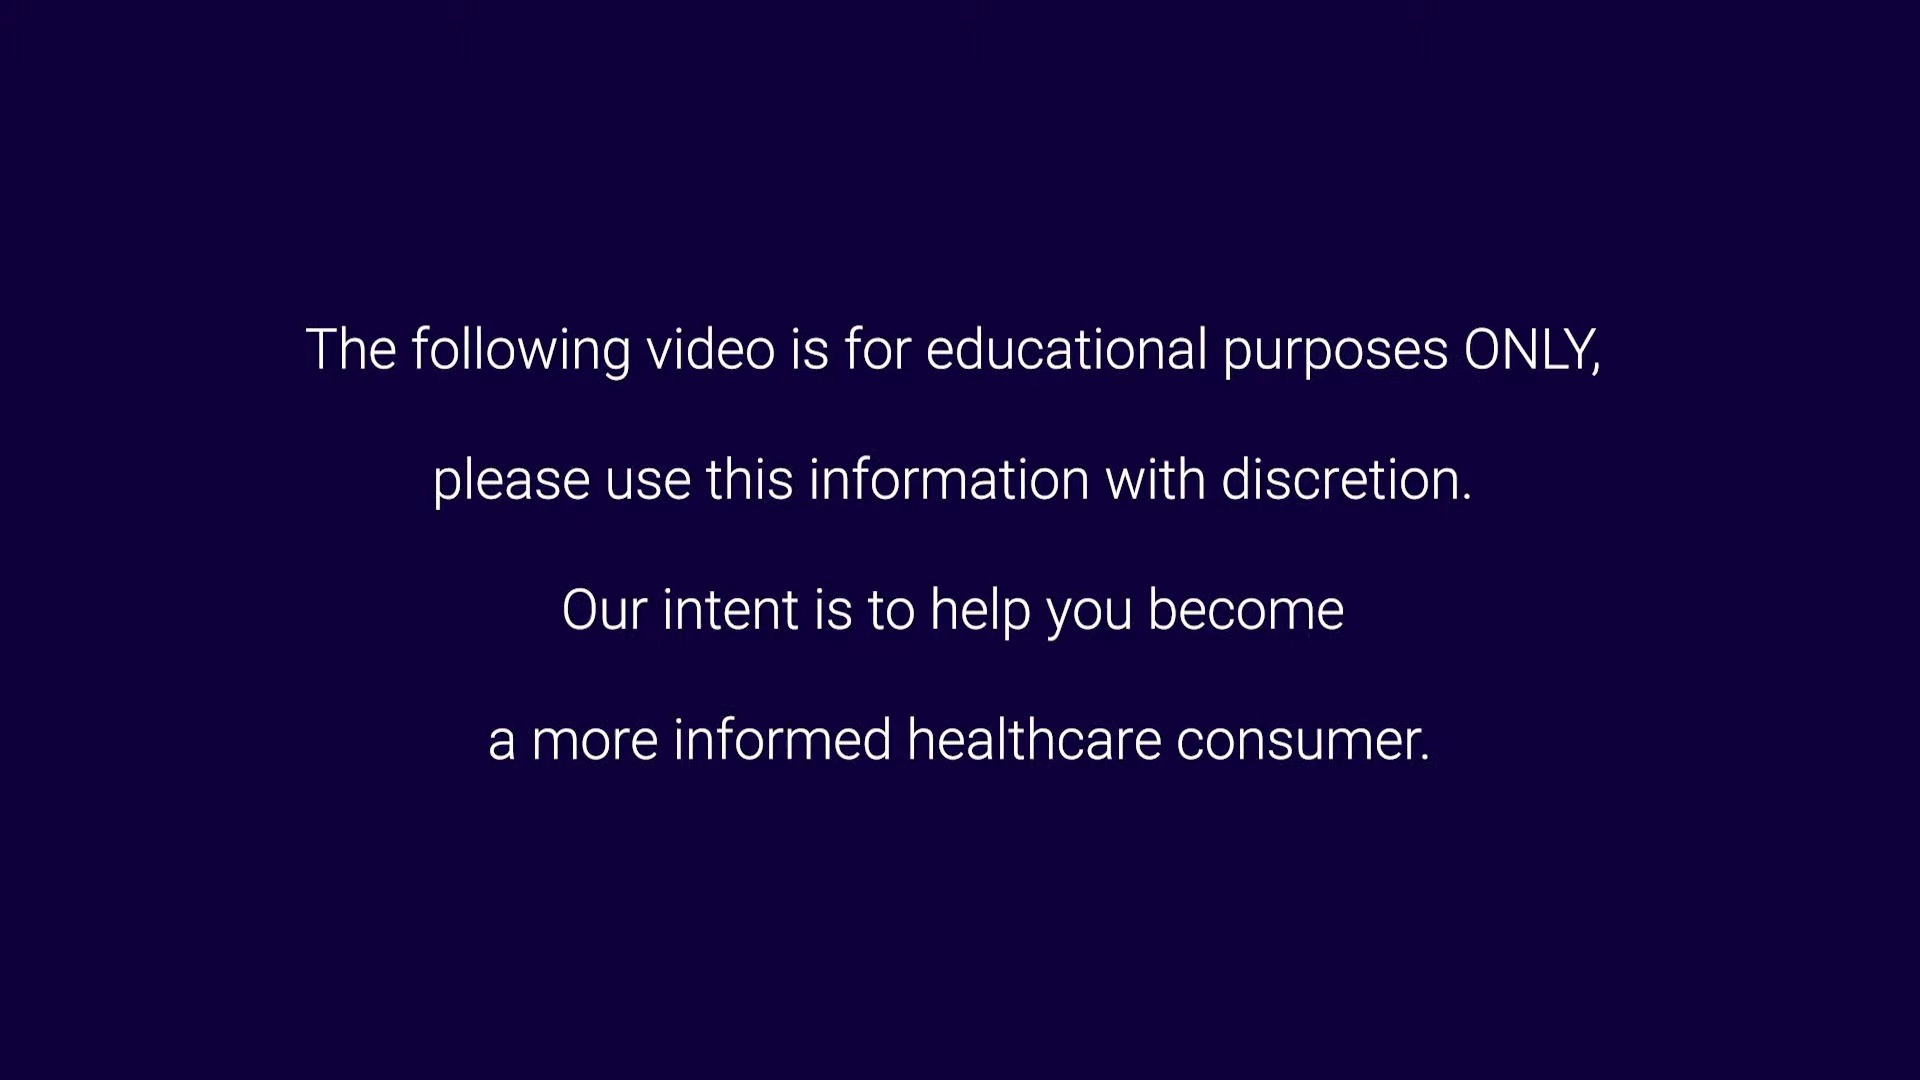 The following video is for educational purposes ONLY,
please use this information with discretion.
Our intent is to help you become
a more informed healthcare consumer.